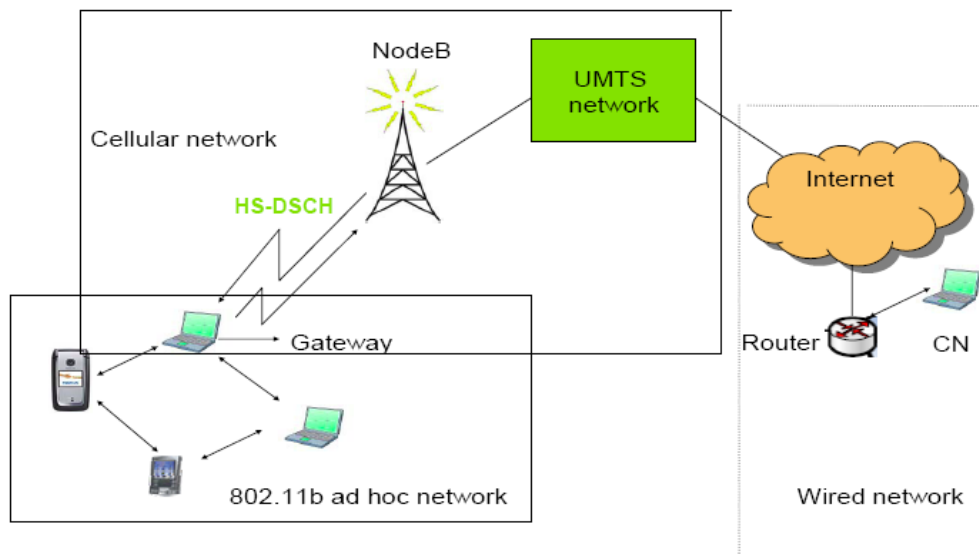 NodeB
UMTS
network
Cellular network
Internet
HS-DSCH
Gateway
Router
CN
802.11b ad hoc network
Wired network